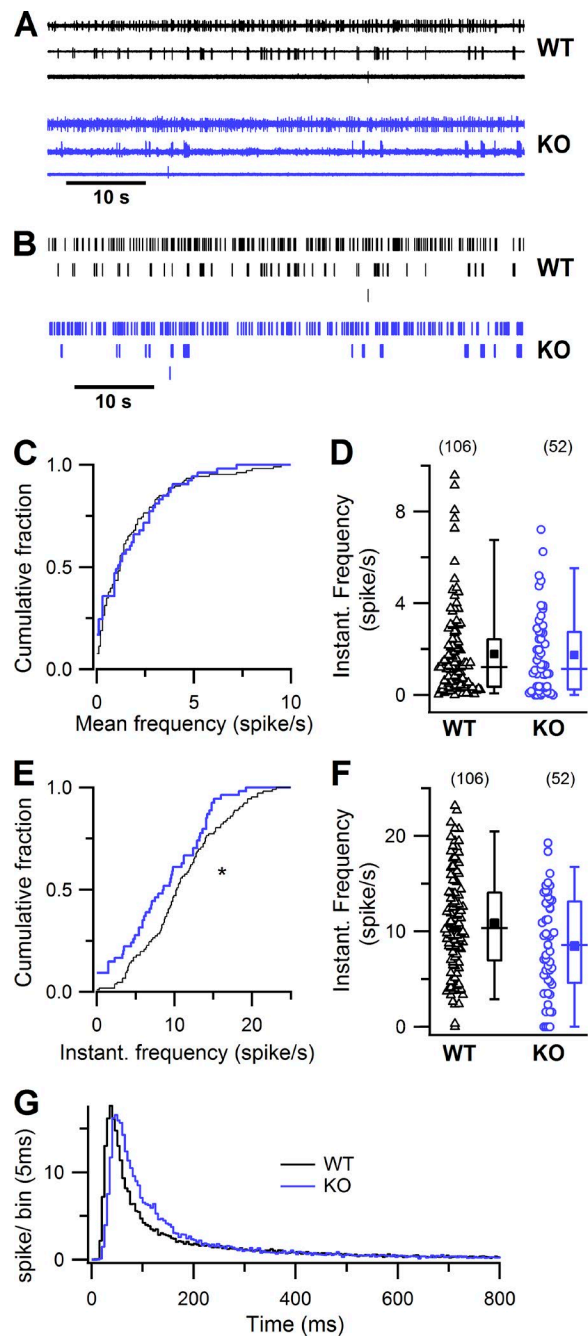 A
WT
KO
10 s
B
WT
KO
10 s
C
Cumulative fraction
1.0
0.5
0.0
0 5 10
Mean frequency (spike/s)
D
(106) (52)
Instant. Frequency
(spike/s)
8
4
0
WT KO
E
Cumulative fraction
1.0
0.5
0.0
*
0 10 20
Instant. frequency (spike/s)
F
(106) (52)
Instant. Frequency
(spike/s)
20
10
0
WT KO
G
spike/ bin (5ms)
10
0
WT
KO
0 200 400 600 800
Time (ms)